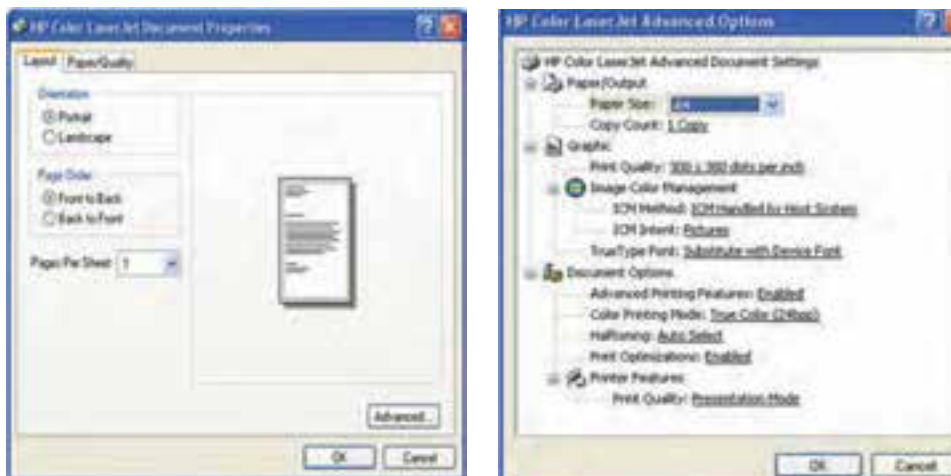 HP Color LaserJet Document Properties
Layout Paper/Quality
Orientation
Portrait
Landscape
Page Order
Front to Back
Back to Front
Pages Per Sheet: 1
Advanced...
OK Cancel
HP Color LaserJet Advanced Options
HP Color LaserJet Advanced Document Settings
Paper/Output
Paper Size: A4
Copy Count: 1 Copy
Graphic
Print Quality: 300 x 300 dots per inch
Image Color Management
ICM Method: ICM Handled by Host System
ICM Intent: Pictures
TrueType Font: Substitute with Device Font
Document Options
Advanced Printing Features: Enabled
Color Printing Mode: True Color (24bpp)
Halftoning: Auto Select
Print Optimizations: Enabled
Printer Features
Print Quality: Presentation Mode
OK Cancel